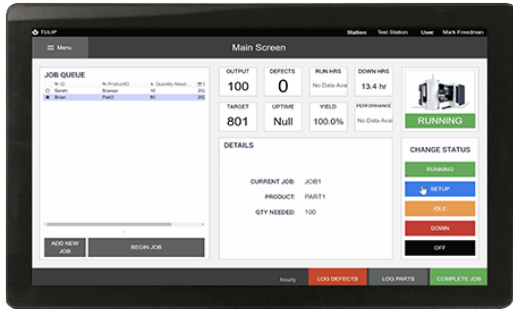 TULIP
Station: Test Station User: Mark Freedman
Menu
Main Screen
JOB QUEUE
ID ProductID Quantity Need...
Sarah 10 202
Brian Part2 50 202
ADD NEW JOB
BEGIN JOB
OUTPUT DEFECTS RUN HRS DOWN HRS
100 0 No Data Avai 13.4 hr
TARGET UPTIME YIELD PERFORMANCE
801 Null 100.0% No Data Avai
RUNNING
DETAILS
CURRENT JOB: JOB1
PRODUCT: PART1
QTY NEEDED: 100
CHANGE STATUS
RUNNING
SETUP
IDLE
DOWN
OFF
hourly
LOG DEFECTS
LOG PARTS
COMPLETE JOB